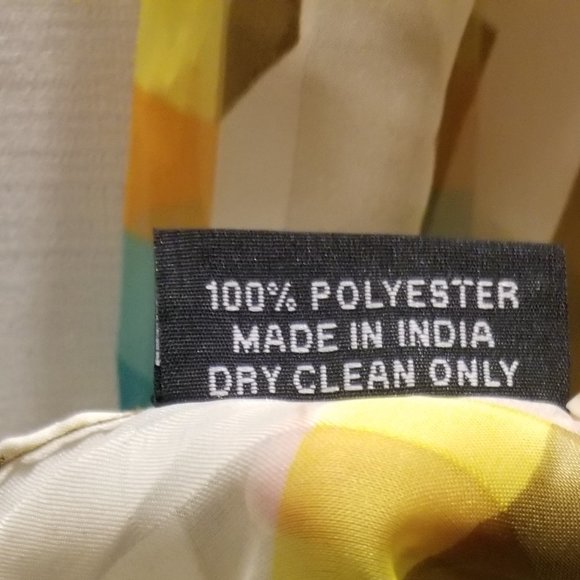 100% POLYESTER
MADE IN INDIA
DRY CLEAN ONLY